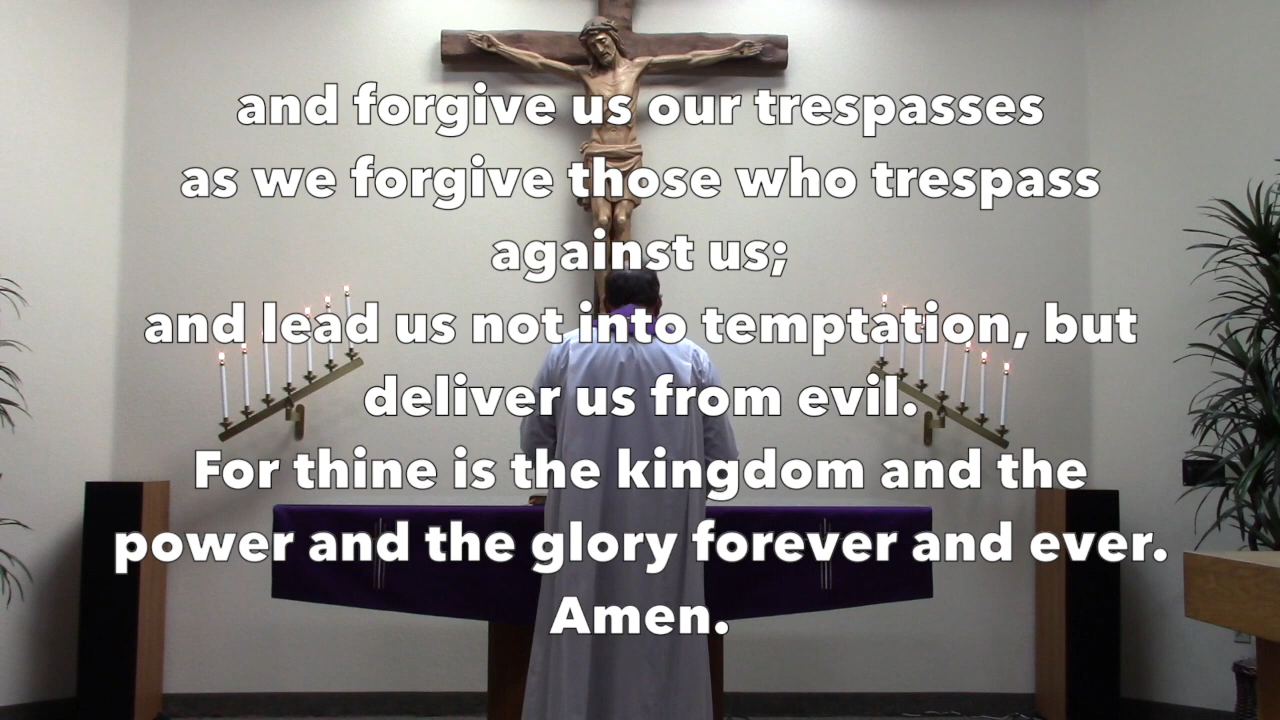 and forgive us our trespasses
as we forgive those who trespass
against us;
and lead us not into temptation, but
deliver us from evil.
For thine is the kingdom and the
power and the glory forever and ever.
Amen.